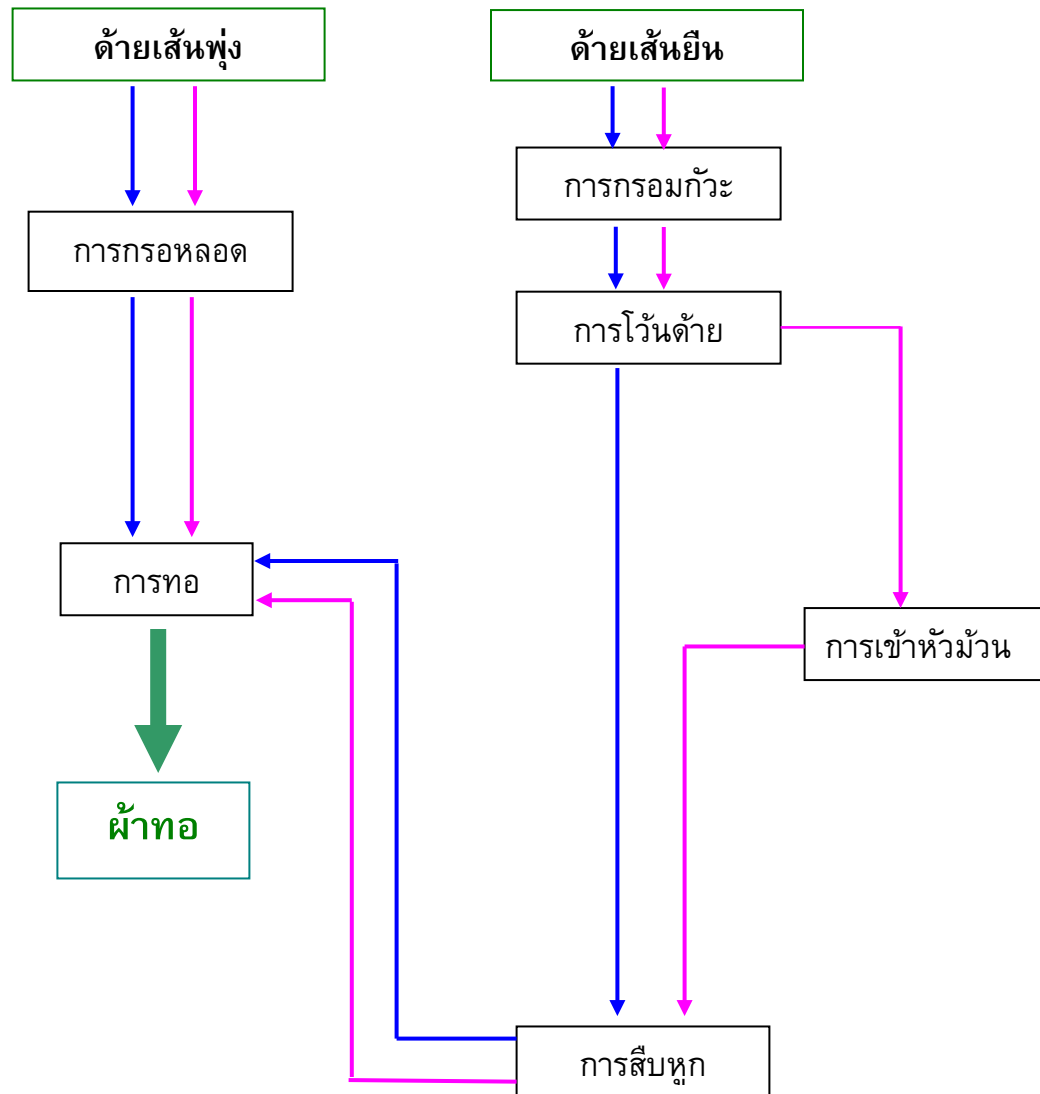 ด้ายเส้นพุ่ง
ด้ายเส้นยืน
การกรอมกัวะ
การกรอหลอด
การโว้นด้าย
การทอ
การเข้าหัวม้วน
ผ้าทอ
การสืบหูก